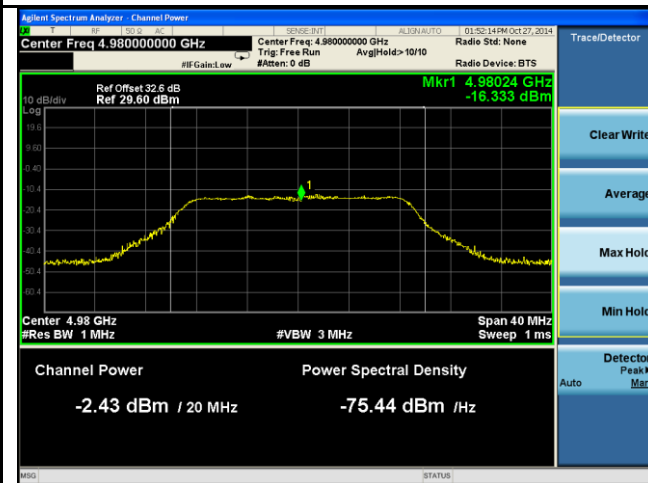 Agilent Spectrum Analyzer - Channel Power
T RF 50 Ω AC SENSE:INT ALIGN AUTO 01:52:14 PM Oct 27, 2014
Center Freq 4.980000000 GHz Center Freq: 4.980000000 GHz Radio Std: None Trace/Detector
Trig: Free Run Avg|Hold:> 10/10
#IFGain:Low #Atten: 0 dB Radio Device: BTS
Mkr1 4.98024 GHz
Ref Offset 32.6 dB
10 dB/div Ref 29.60 dBm -16.333 dBm
Log
19.6
9.60
-0.40
-10.4
-20.4
-30.4
-40.4
-50.4
-60.4
1
Clear Write
Average
Max Hold
Min Hold
Center 4.98 GHz Span 40 MHz
#Res BW 1 MHz #VBW 3 MHz Sweep 1 ms
Detector
Peak
Auto Man
Channel Power Power Spectral Density
-2.43 dBm / 20 MHz -75.44 dBm /Hz
MSG STATUS